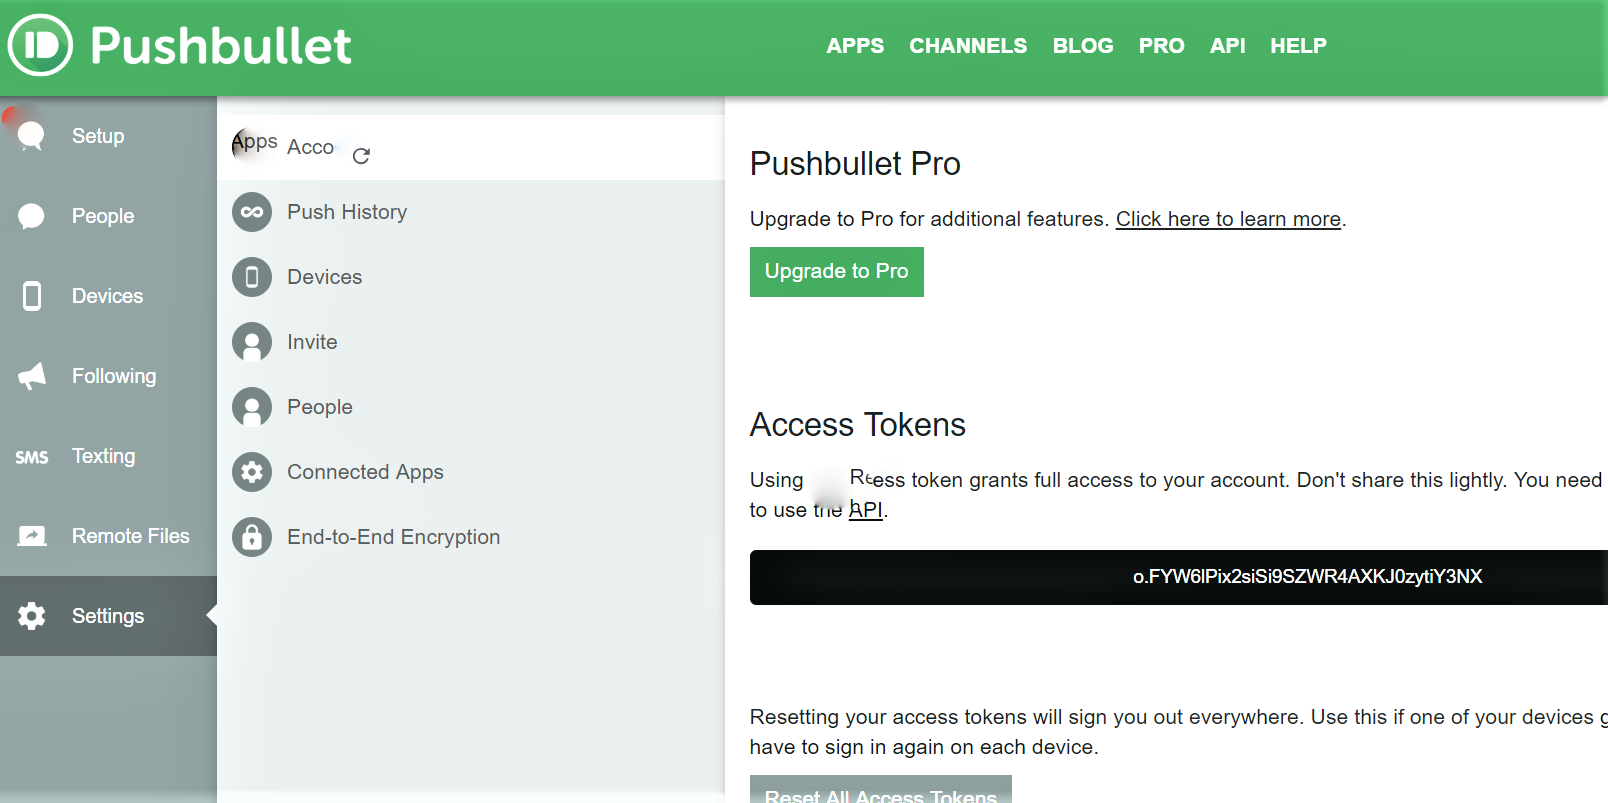 Pushbullet
APPS CHANNELS BLOG PRO API HELP
Setup
People
Devices
Following
SMS Texting
Remote Files
Settings
Apps Acco
Push History
Devices
Invite
People
Connected Apps
End-to-End Encryption
Pushbullet Pro
Upgrade to Pro for additional features. Click here to learn more.
Upgrade to Pro
Access Tokens
Using ess token grants full access to your account. Don't share this lightly. You need
to use the API.
o.FYW6lPix2siSi9SZWR4AXKJ0zytiY3NX
Resetting your access tokens will sign you out everywhere. Use this if one of your devices g
have to sign in again on each device.
Reset All Access Tokens